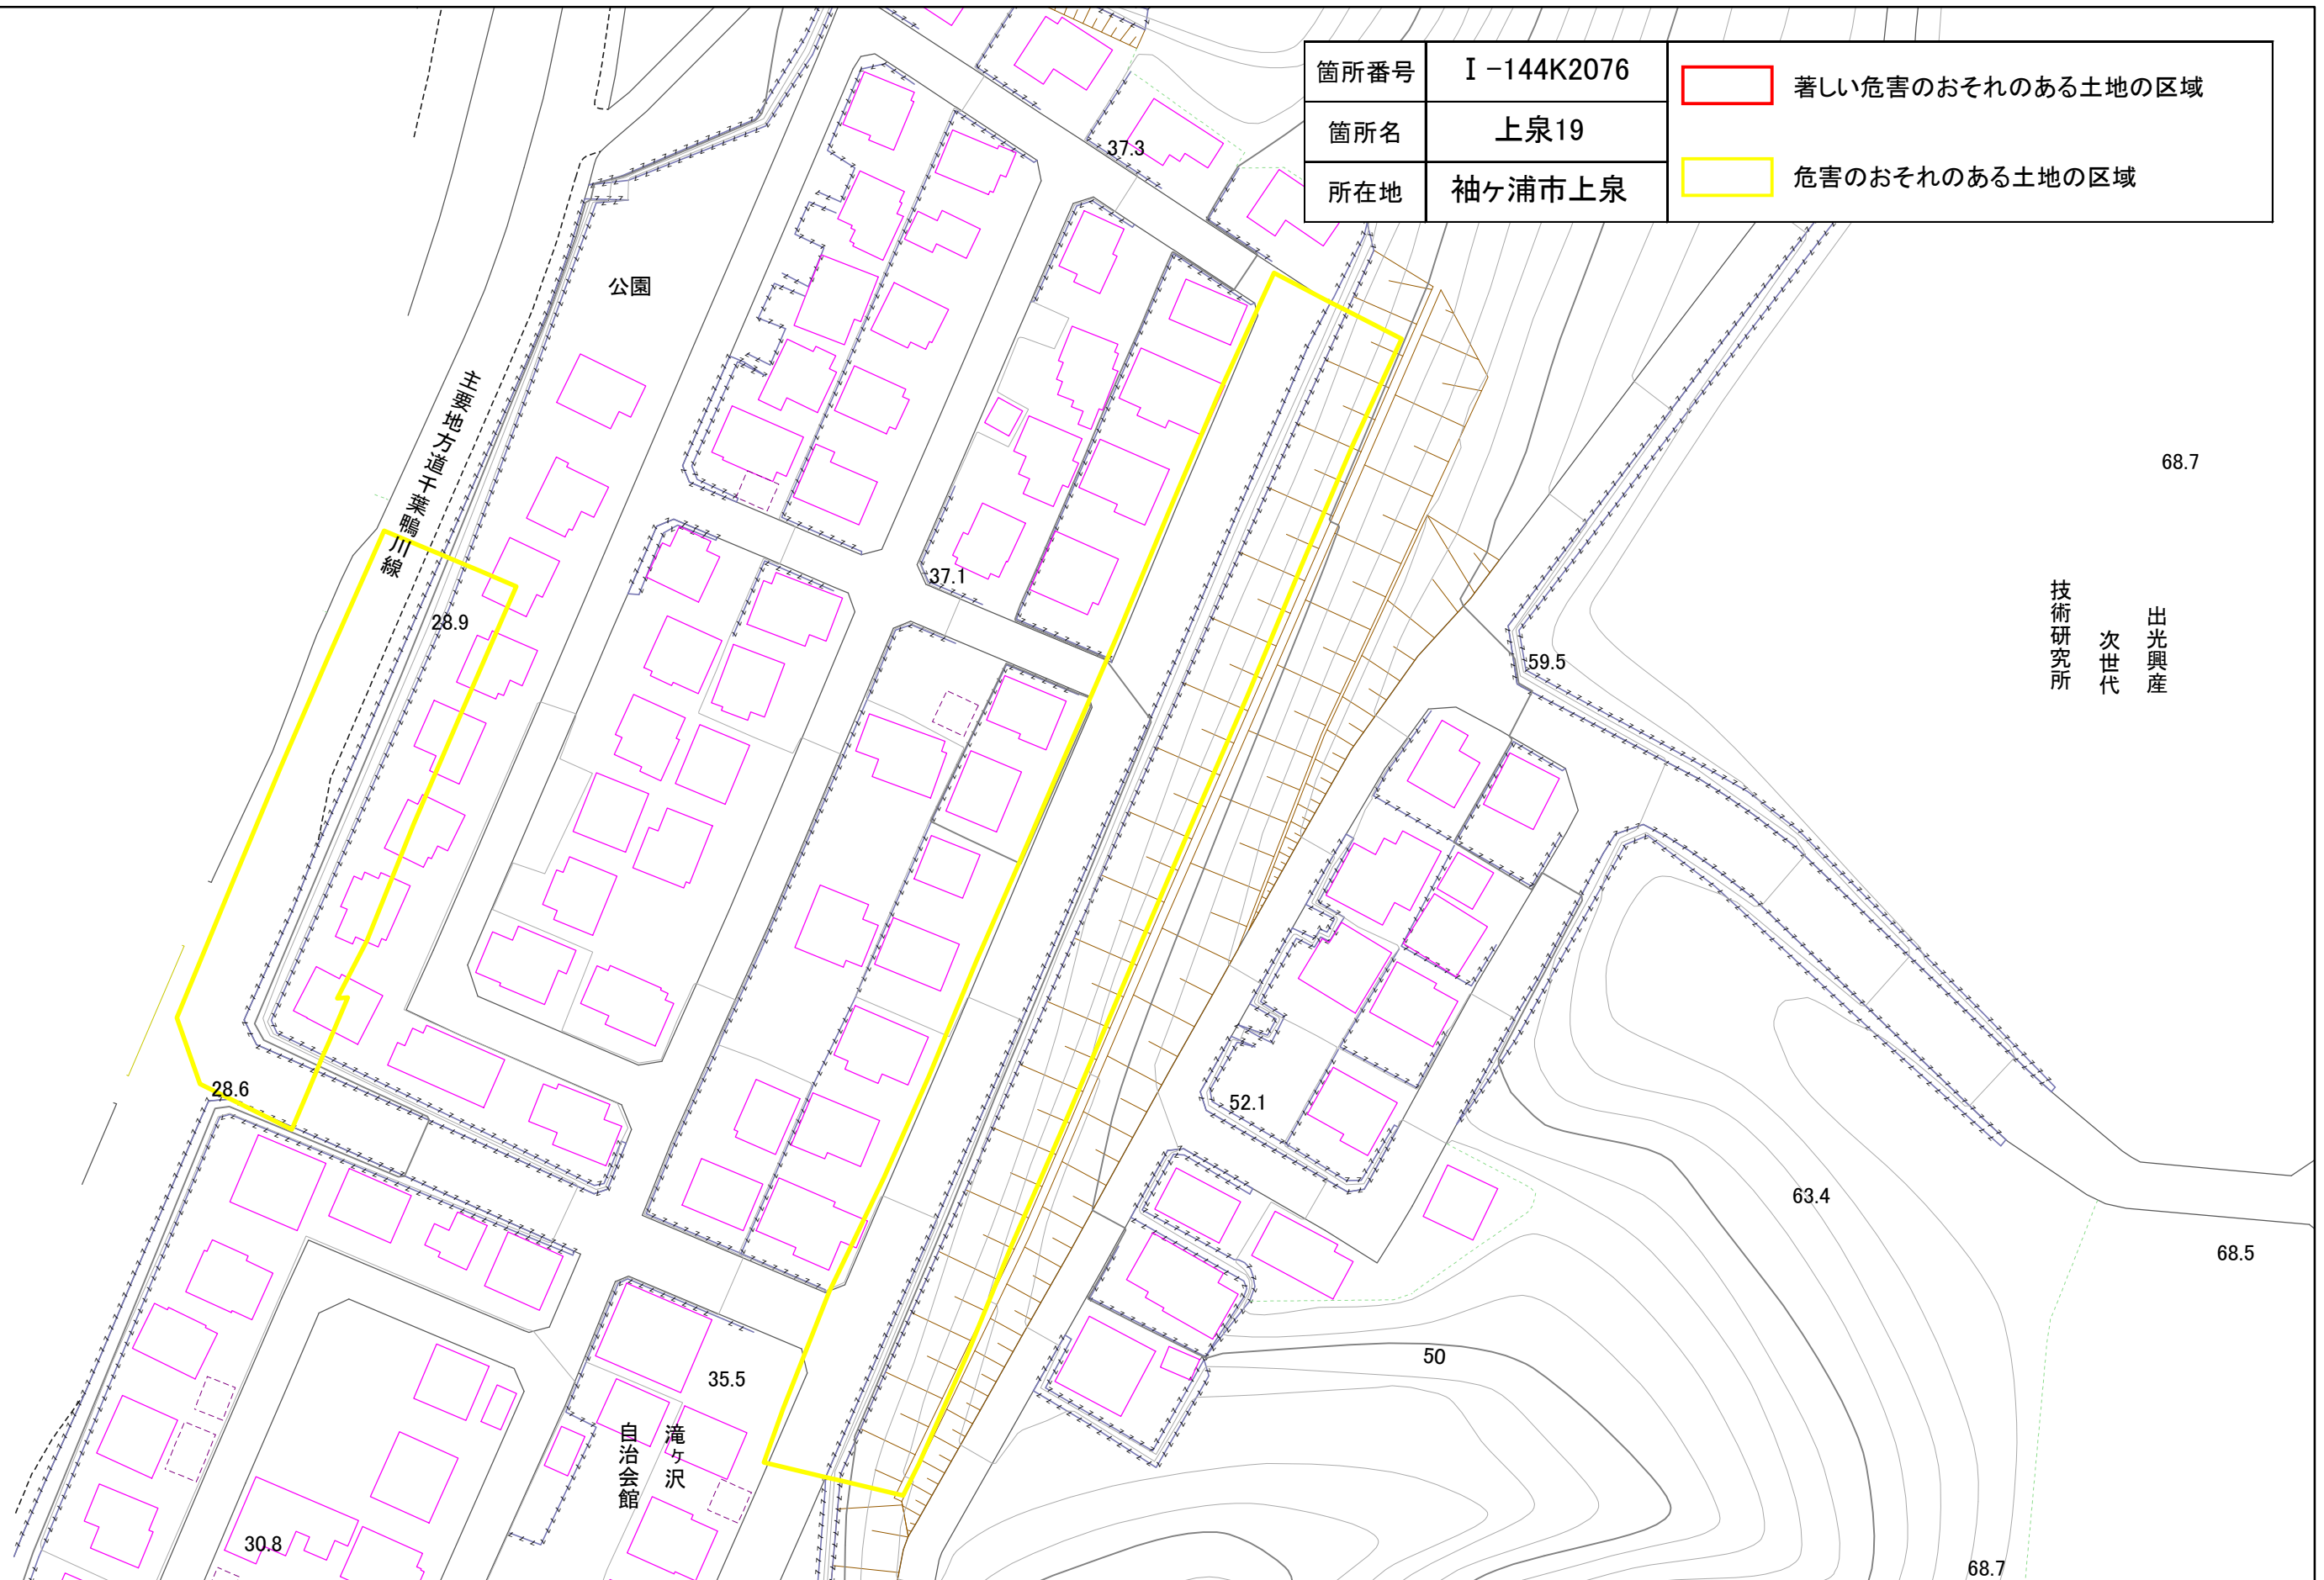 箇所番号 Ⅰ-144K2076
箇所名 上泉19
所在地 袖ヶ浦市上泉
著しい危害のおそれのある土地の区域
危害のおそれのある土地の区域
37.3
公園
主要地方道千葉鴨川線
68.7
37.1
28.9
59.5
出光興産
次世代
技術研究所
28.6
52.1
63.4
68.5
50
35.5
滝ヶ沢
自治会館
30.8
68.7